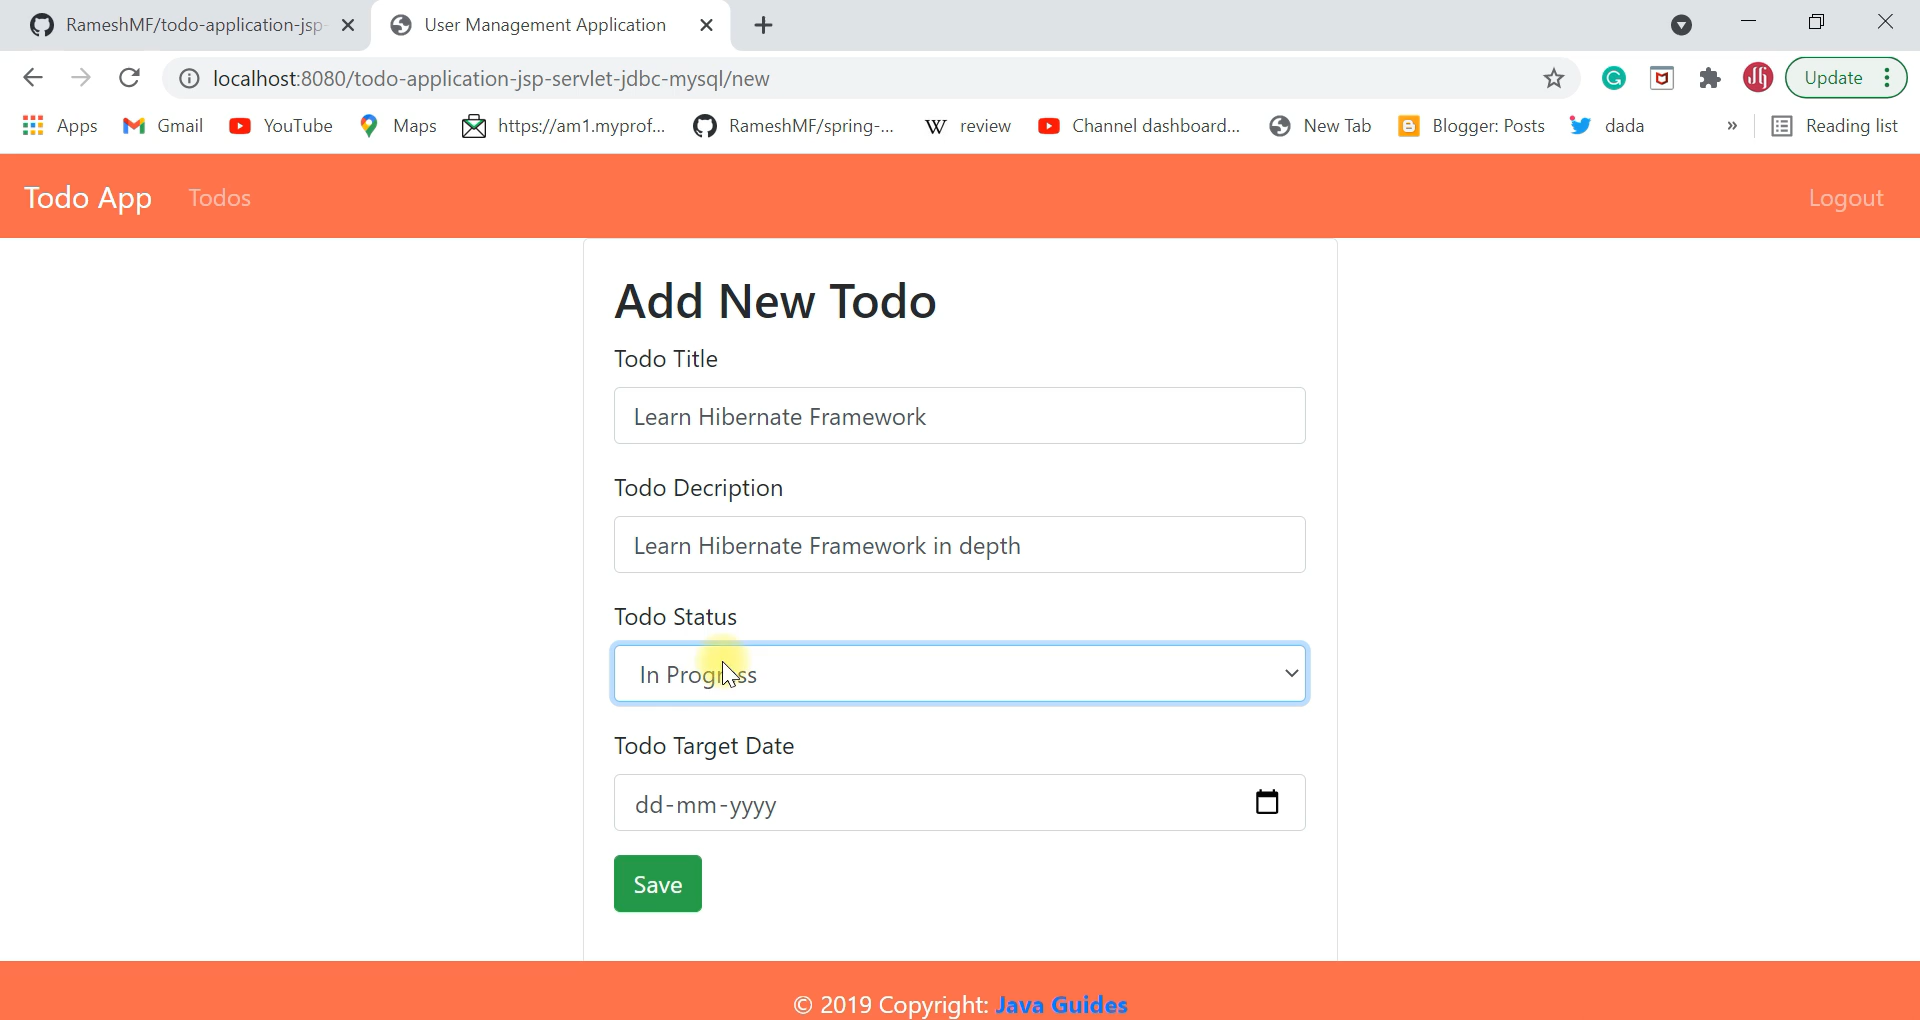 RameshMF/todo-application-jsp-
User Management Application
localhost:8080/todo-application-jsp-servlet-jdbc-mysql/new
Update
Apps
Gmail
YouTube
Maps
https://am1.myprof...
RameshMF/spring-...
W review
Channel dashboard...
New Tab
Blogger: Posts
dada
»
Reading list
Todo App
Todos
Logout
Add New Todo
Todo Title
Learn Hibernate Framework
Todo Decription
Learn Hibernate Framework in depth
Todo Status
In Progress
Todo Target Date
dd-mm-yyyy
Save
© 2019 Copyright: Java Guides